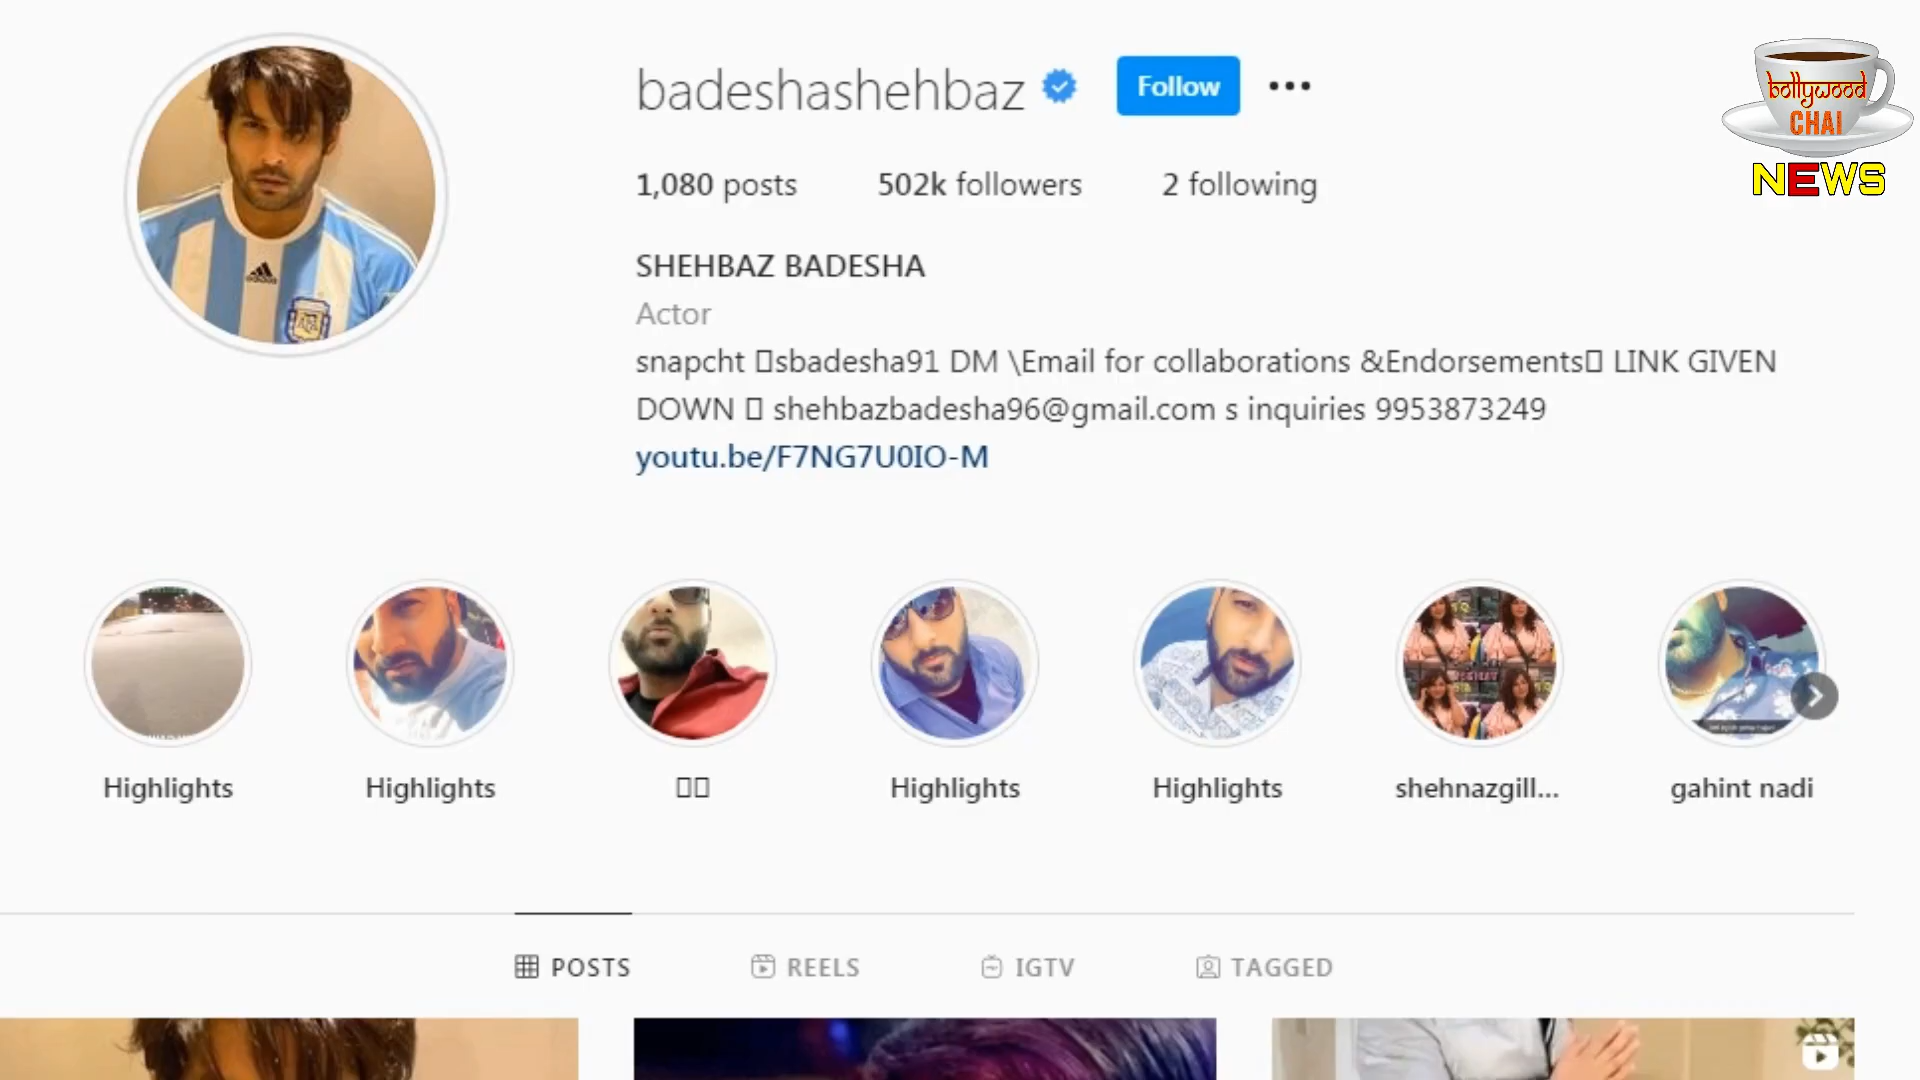 badeshashehbaz
Follow
1,080 posts
502k followers
2 following
SHEHBAZ BADESHA
Actor
snapcht sbadesha91 DM \Email for collaborations &Endorsements LINK GIVEN
DOWN shehbazbadesha96@gmail.com s inquiries 9953873249
youtu.be/F7NG7U0IO-M
Highlights
Highlights
Highlights
Highlights
shehnazgill...
gahint nadi
POSTS
REELS
IGTV
TAGGED
adidas
bollywood
CHAI
NEWS